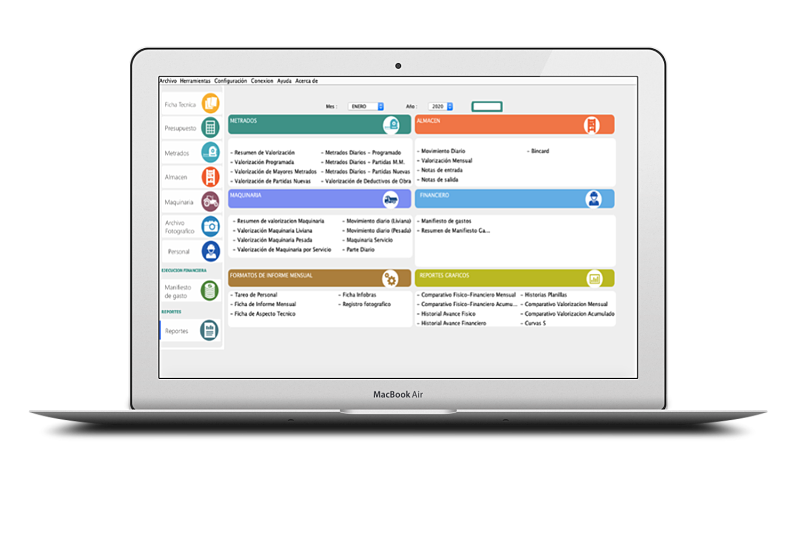 Archivo Herramientas Configuración Conexion Ayuda Acerca de
Ficha Tecnica
Presupuesto
Metrados
Almacim
Maquinaria
Archivo
Fotografico
Personal
EJECUCION FINANCIERA
Manifiesto
de gasto
REPORTES
Reportes
Mes : ENERO Año : 2020
METRADOS
- Resumen de Valorización
- Valorización Programada
- Valorización de Mayores Metrados
- Valorización de Partidas Nuevas
- Metrados Diarios - Programado
- Metrados Diarios - Partidas M.M.
- Metrados Diarios - Partidas Nuevas
- Valorización de Deductivos de Obra
ALMACEN
- Movimiento Diario
- Valorización Mensual
- Notas de entrada
- Notas de salida
- Bincard
MAQUINARIA
- Resumen de valorizacion Maquinaria
- Valorización Maquinaria Liviana
- Valorización Maquinaria Pesada
- Valorización de Maquinaria por Servicio
- Movimiento diario (Liviana)
- Movimiento diario (Pesada)
- Maquinaria Servicio
- Parte Diario
FINANCIERO
- Manifiesto de gastos
- Resumen de Manifiesto Ga...
FORMATOS DE INFORME MENSUAL
- Tareo de Personal
- Ficha de Informe Mensual
- Ficha de Aspecto Tecnico
- Ficha Infobras
- Registro fotografico
REPORTES GRAFICOS
- Comparativo Fisico-Financiero Mensual
- Comparativo Fisico-Financiero Acumu...
- Historial Avance Fisico
- Historial Avance Financiero
- Historias Planillas
- Comparativo Valorizacion Mensual
- Comparativo Valorizacion Acumulado
- Curvas S
MacBook Air